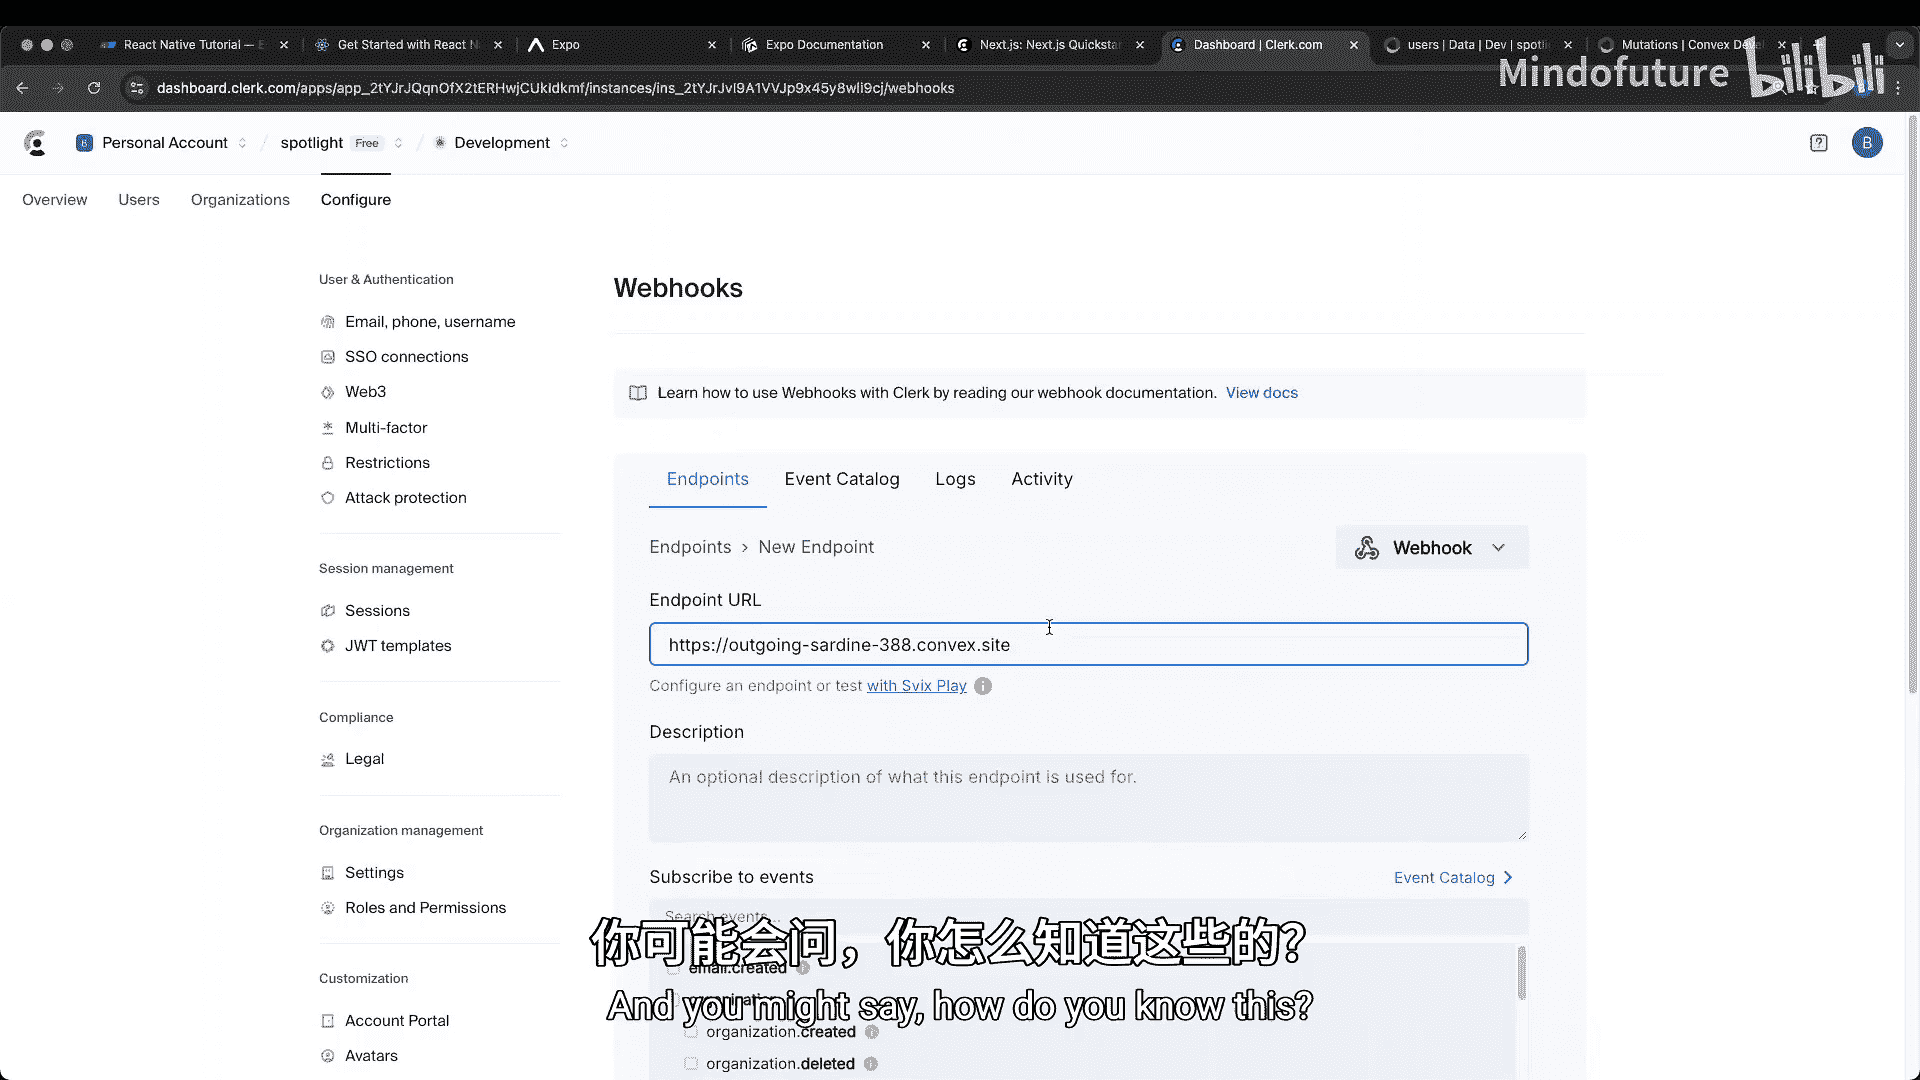 React Native Tutorial — E
Get Started with React N
Expo
Expo Documentation
Next.js: Next.js Quickstar
Dashboard | Clerk.com
users | Data | Dev | spotli
Mutations | Convex Dev
Mindofuture bilibili
dashboard.clerk.com/apps/app_2tYJrJQqnOfX2tERHwjCUkIdkmf/instances/ins_2tYJrJvI9A1VVJp9x45y8wIi9cj/webhooks
B Personal Account / spotlight Free / Development
B
Overview Users Organizations Configure
User & Authentication
Email, phone, username
SSO connections
Web3
Multi-factor
Restrictions
Attack protection
Session management
Sessions
JWT templates
Compliance
Legal
Organization management
Settings
Roles and Permissions
Customization
Account Portal
Avatars
Webhooks
Learn how to use Webhooks with Clerk by reading our webhook documentation. View docs
Endpoints Event Catalog Logs Activity
Endpoints > New Endpoint
Webhook
Endpoint URL
https://outgoing-sardine-388.convex.site
Configure an endpoint or test with Svix Play
Description
An optional description of what this endpoint is used for.
Subscribe to events
Event Catalog
Search events...
你可能会问，你怎么知道这些的？
email.created
And you might say, how do you know this?
organization.created
organization.deleted